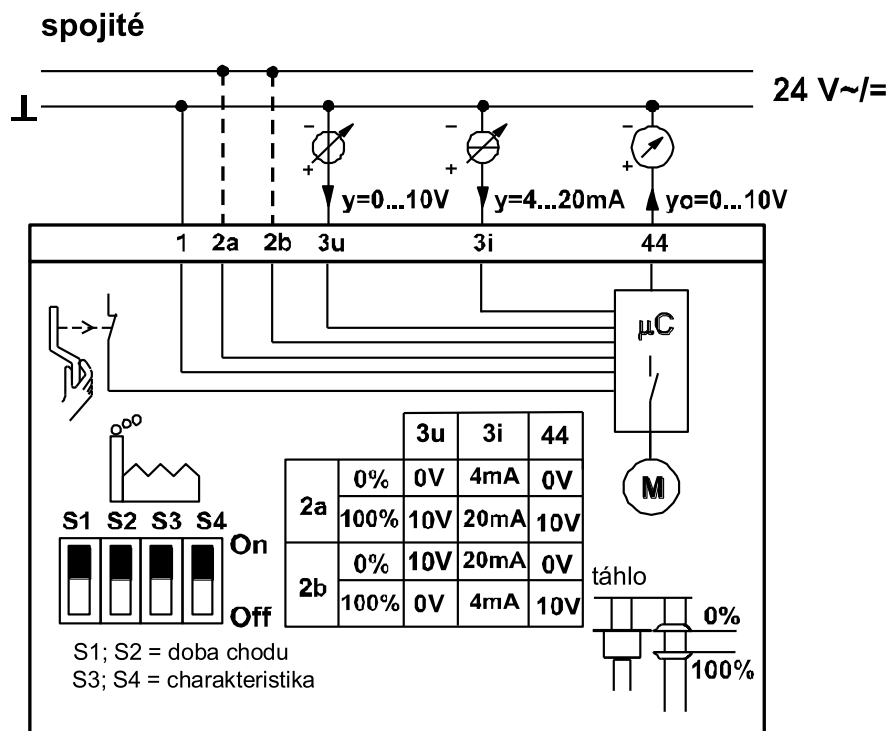 spojité
24 V~/=
⊥
− − −
+ + +
y=0...10V y=4...20mA yo=0...10V
1 2a 2b 3u 3i 44
µC
3u 3i 44
2a 0% 0V 4mA 0V
100% 10V 20mA 10V
2b 0% 10V 20mA 0V
100% 0V 4mA 10V
M
S1 S2 S3 S4
On
Off
S1; S2 = doba chodu
S3; S4 = charakteristika
táhlo
0%
100%